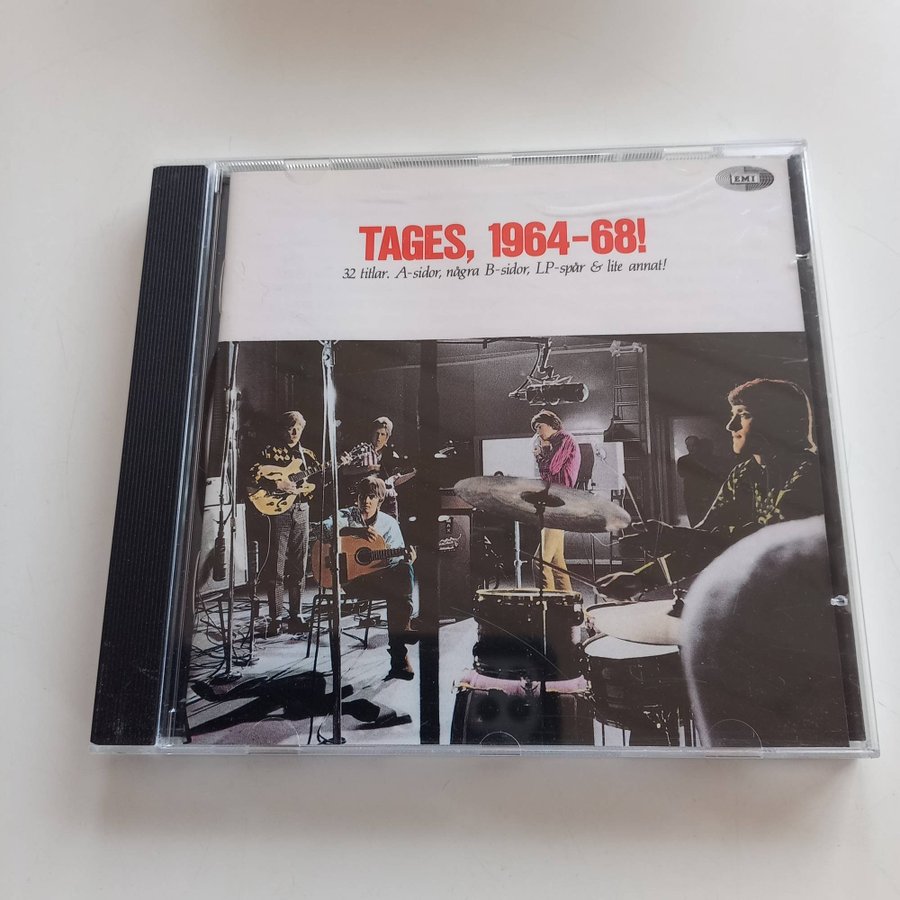 EMI
TAGES, 1964-68!
32 titlar. A-sidor, några B-sidor, LP-spår & lite annat!